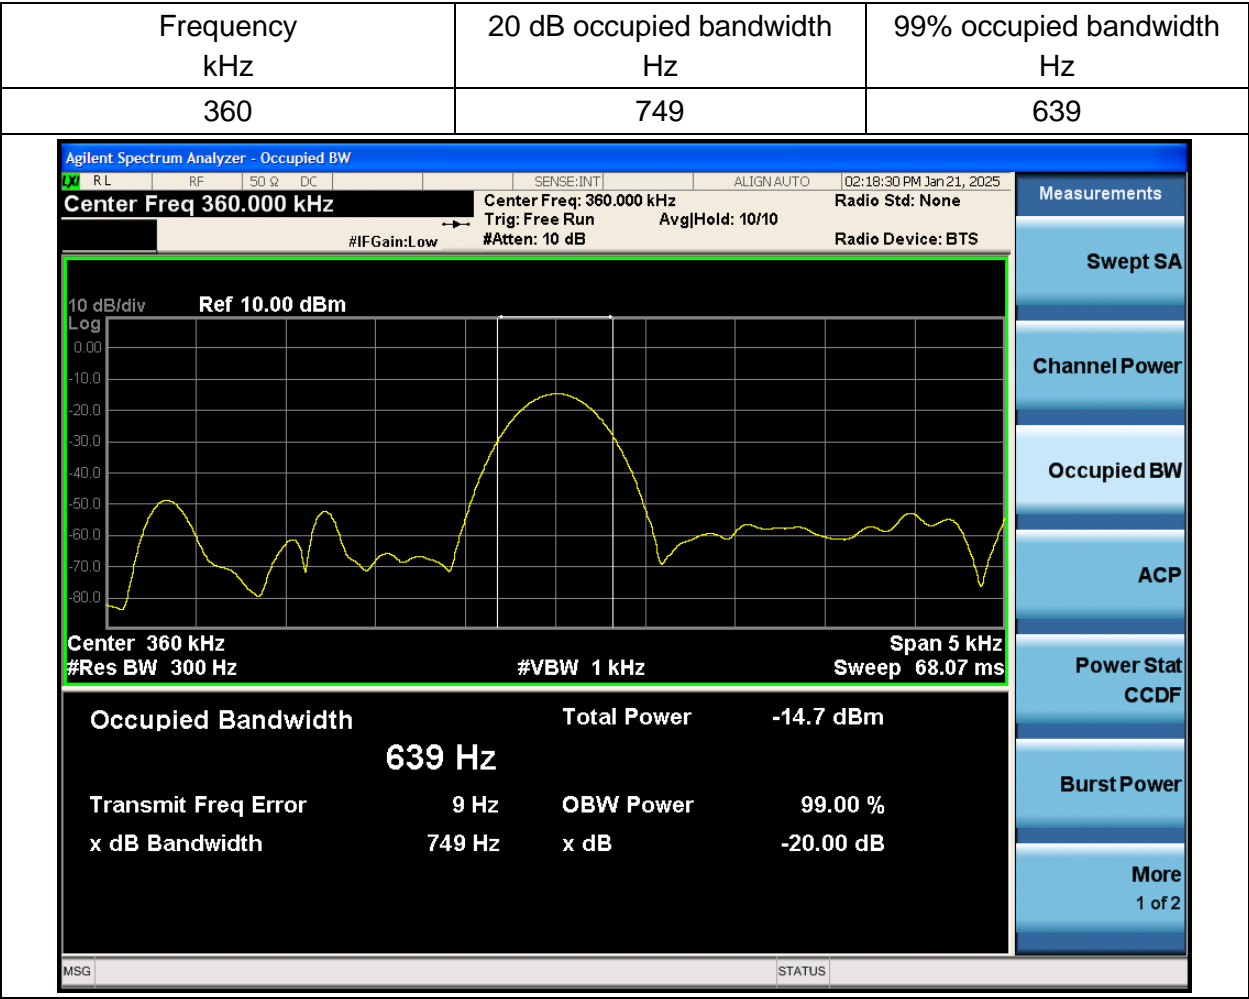 Frequency 20 dB occupied bandwidth 99% occupied bandwidth
kHz Hz Hz
360 749 639
Agilent Spectrum Analyzer - Occupied BW
LXI RL RF 50 Ω DC SENSE:INT ALIGN AUTO 02:18:30 PM Jan 21, 2025
Center Freq 360.000 kHz
Center Freq: 360.000 kHz Radio Std: None
Trig: Free Run Avg|Hold: 10/10
#IFGain:Low #Atten: 10 dB Radio Device: BTS
10 dB/div Ref 10.00 dBm
Log
0.00
-10.0
-20.0
-30.0
-40.0
-50.0
-60.0
-70.0
-80.0
Center 360 kHz Span 5 kHz
#Res BW 300 Hz #VBW 1 kHz Sweep 68.07 ms
Occupied Bandwidth Total Power -14.7 dBm
639 Hz
Transmit Freq Error 9 Hz OBW Power 99.00 %
x dB Bandwidth 749 Hz x dB -20.00 dB
Measurements
Swept SA
Channel Power
Occupied BW
ACP
Power Stat
CCDF
Burst Power
More
1 of 2
MSG STATUS